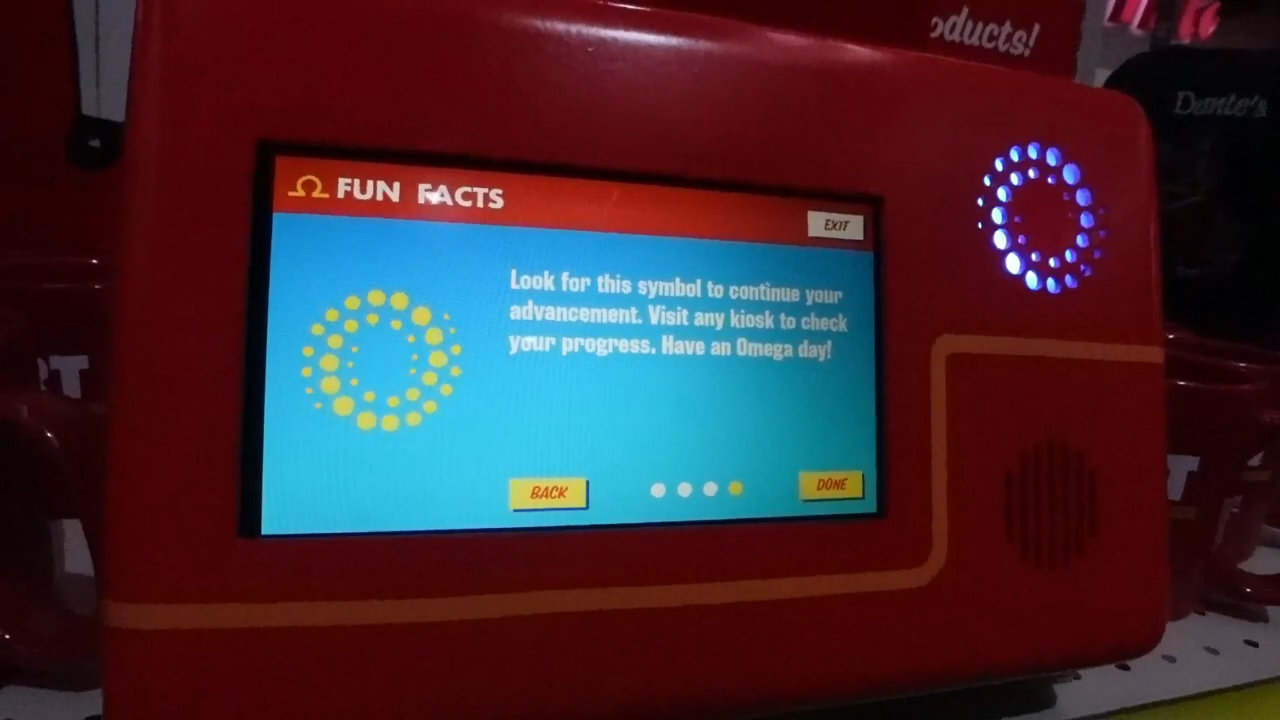 oducts!
Dante's
FUN FACTS
EXIT
Look for this symbol to continue your
advancement. Visit any kiosk to check
your progress. Have an Omega day!
BACK
DONE